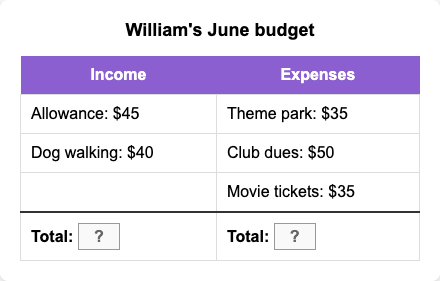 William's June budget
Income Expenses
Allowance: $45 Theme park: $35
Dog walking: $40 Club dues: $50
Movie tickets: $35
Total: ? Total: ?